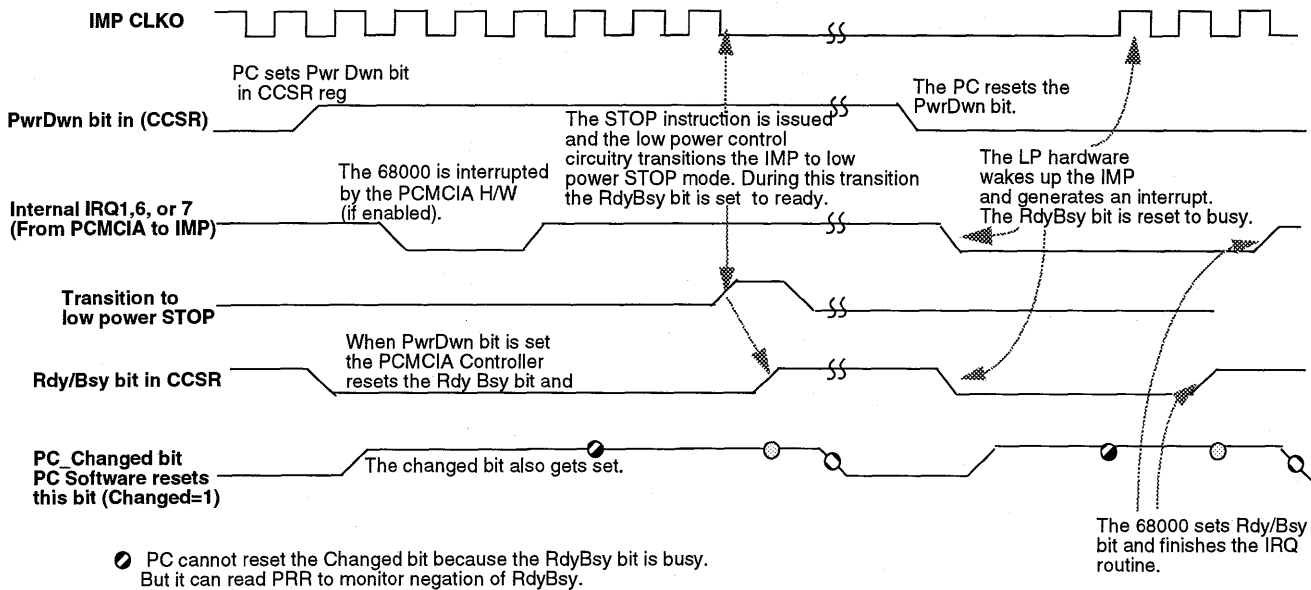 IMP CLKO
PC sets Pwr Dwn bit
in CCSR reg
The PC resets the
PwrDwn bit.
PwrDwn bit in (CCSR)
The STOP instruction is issued
and the low power control
circuitry transitions the IMP to low
power STOP mode. During this transition
the RdyBsy bit is set to ready.
The 68000 is interrupted
by the PCMCIA H/W
(if enabled).
The LP hardware
wakes up the IMP
and generates an interrupt.
The RdyBsy bit is reset to busy.
Internal IRQ1,6, or 7
(From PCMCIA to IMP)
Transition to
low power STOP
When PwrDwn bit is set
the PCMCIA Controller
resets the Rdy Bsy bit and
Rdy/Bsy bit in CCSR
PC_Changed bit
PC Software resets
this bit (Changed=1)
The changed bit also gets set.
The 68000 sets Rdy/Bsy
bit and finishes the IRQ
routine.
PC cannot reset the Changed bit because the RdyBsy bit is busy.
But it can read PRR to monitor negation of RdyBsy.